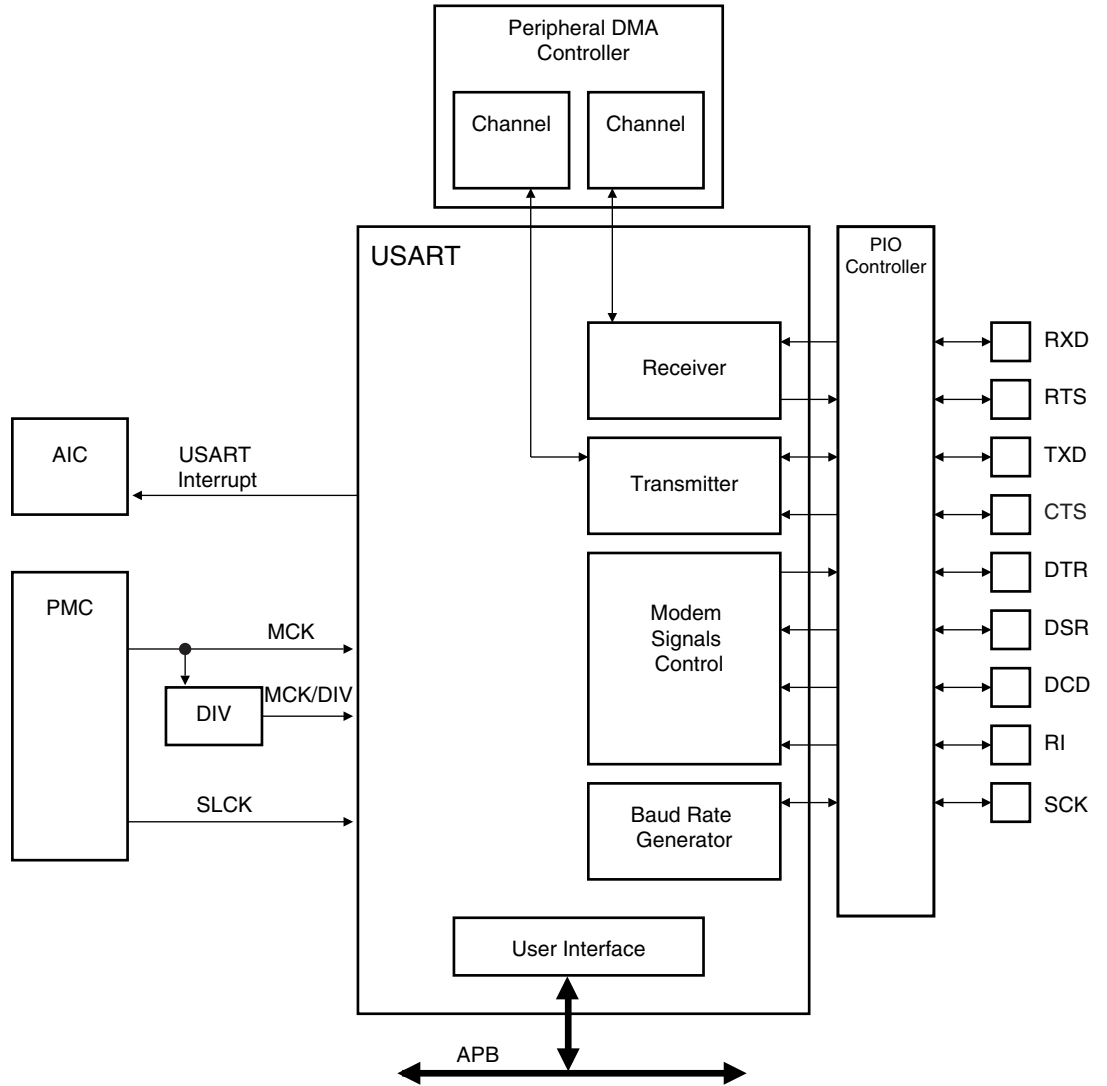 Peripheral DMA
Controller
Channel
Channel
USART
PIO
Controller
RXD
Receiver
RTS
AIC
USART
Interrupt
TXD
Transmitter
CTS
DTR
PMC
MCK
Modem
Signals
Control
DSR
MCK/DIV
DIV
DCD
RI
SLCK
Baud Rate
Generator
SCK
User Interface
APB